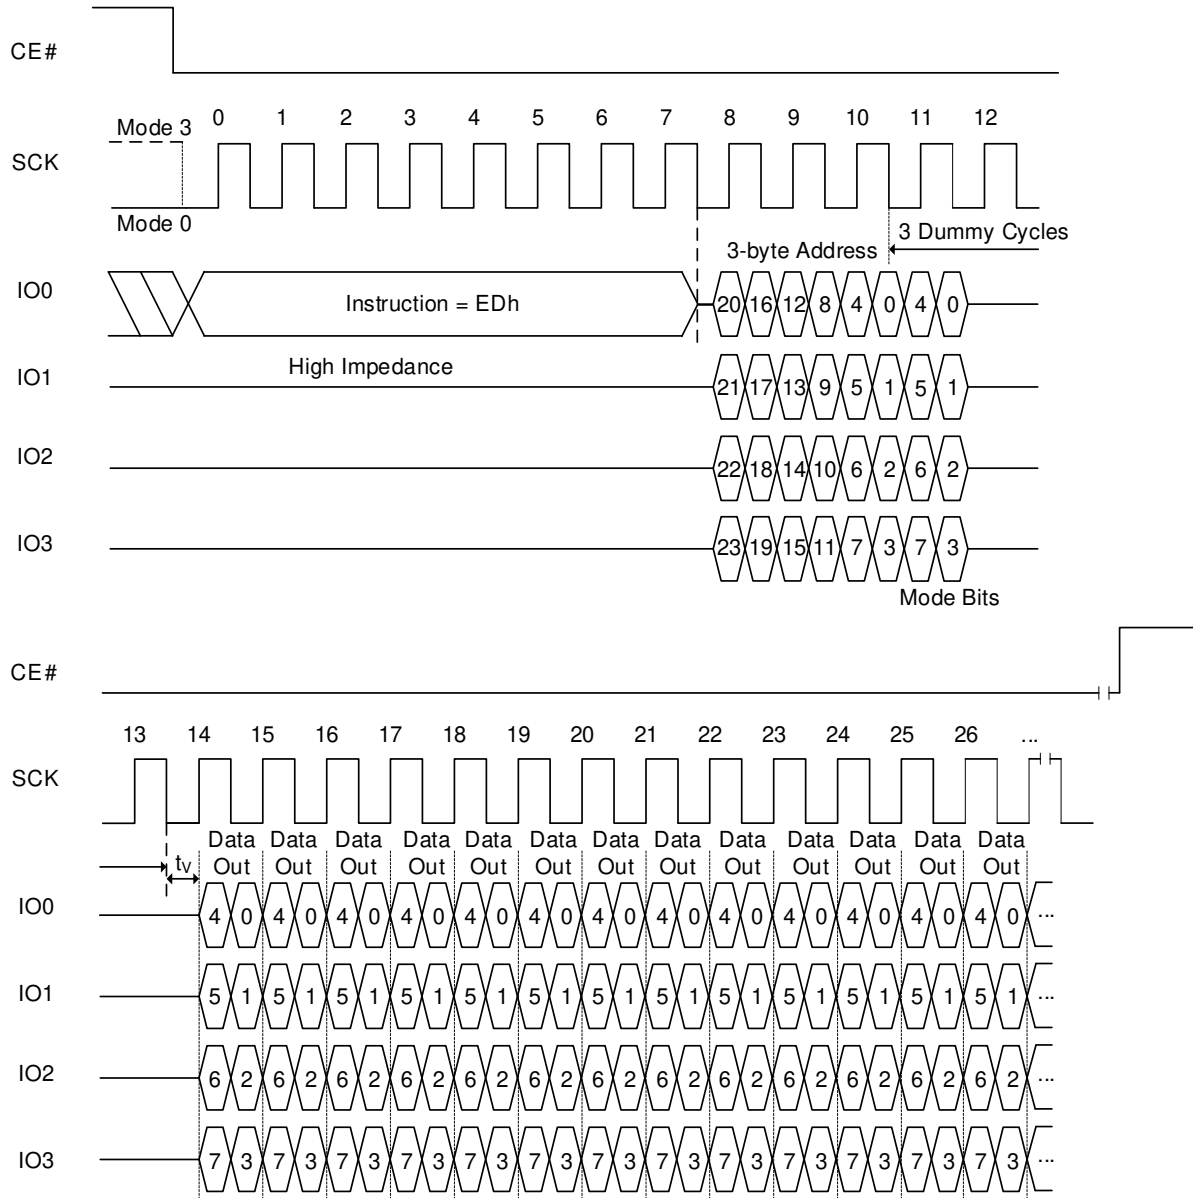 CE#
0 1 2 3 4 5 6 7 8 9 10 11 12
Mode 3
SCK
Mode 0
3 Dummy Cycles
3-byte Address
IO0
Instruction = EDh
20 16 12 8 4 0 4 0
High Impedance
IO1
21 17 13 9 5 1 5 1
IO2
22 18 14 10 6 2 6 2
IO3
23 19 15 11 7 3 7 3
Mode Bits
CE#
13 14 15 16 17 18 19 20 21 22 23 24 25 26 ...
SCK
Data Data Data Data Data Data Data Data Data Data Data Data Data
tV Out Out Out Out Out Out Out Out Out Out Out Out Out
IO0 4 0 4 0 4 0 4 0 4 0 4 0 4 0 4 0 4 0 4 0 4 0 4 0 4 0 ...
IO1 5 1 5 1 5 1 5 1 5 1 5 1 5 1 5 1 5 1 5 1 5 1 5 1 5 1 ...
IO2 6 2 6 2 6 2 6 2 6 2 6 2 6 2 6 2 6 2 6 2 6 2 6 2 6 2 ...
IO3 7 3 7 3 7 3 7 3 7 3 7 3 7 3 7 3 7 3 7 3 7 3 7 3 7 3 ...